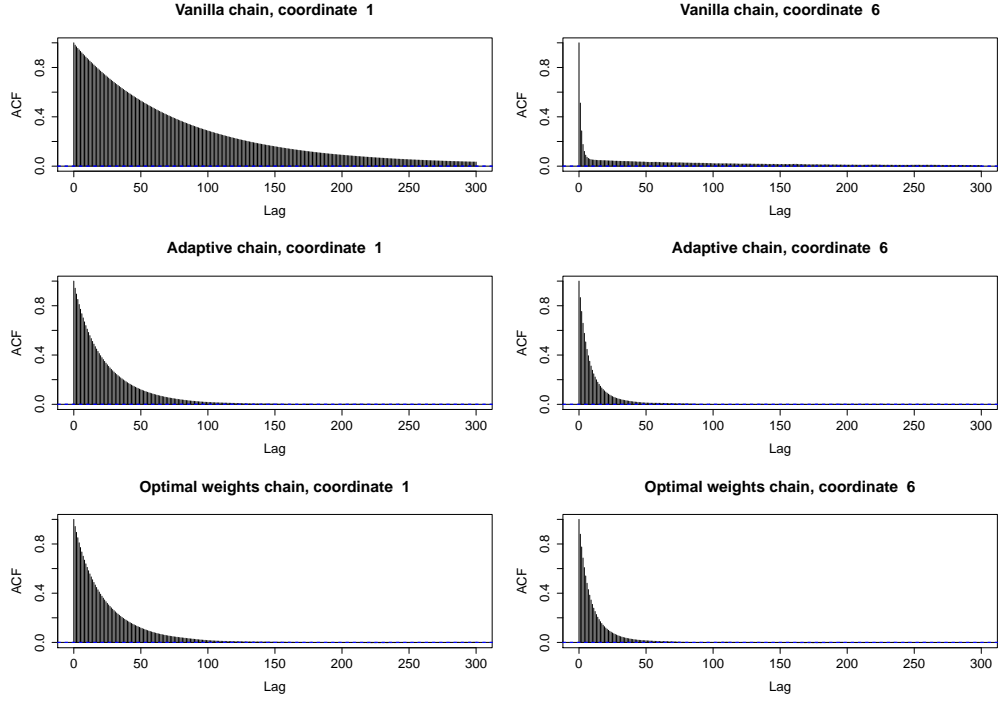 Vanilla chain, coordinate 1
ACF
0.0 0.4 0.8
0 50 100 150 200 250 300
Lag
Vanilla chain, coordinate 6
ACF
0.0 0.4 0.8
0 50 100 150 200 250 300
Lag
Adaptive chain, coordinate 1
ACF
0.0 0.4 0.8
0 50 100 150 200 250 300
Lag
Adaptive chain, coordinate 6
ACF
0.0 0.4 0.8
0 50 100 150 200 250 300
Lag
Optimal weights chain, coordinate 1
ACF
0.0 0.4 0.8
0 50 100 150 200 250 300
Lag
Optimal weights chain, coordinate 6
ACF
0.0 0.4 0.8
0 50 100 150 200 250 300
Lag